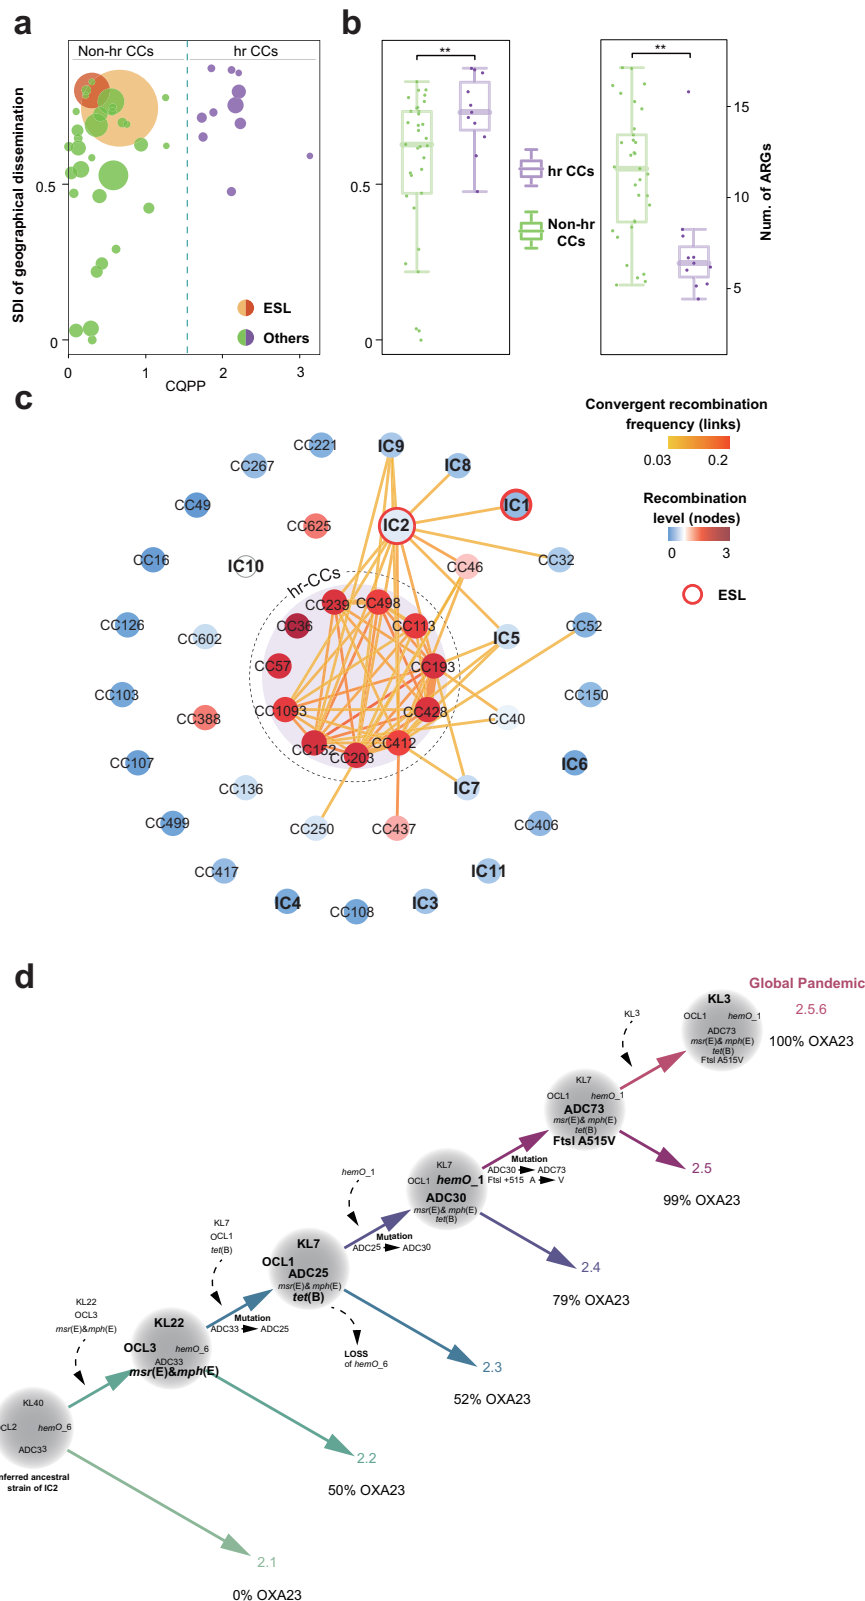 a
b
Non-hr CCs
hr CCs
SDI of geographical dissemination
0.5
0
ESL
Others
0
1
2
3
CQPP
**
0.5
0
hr CCs
Non-hr
CCs
**
15
10
5
Num. of ARGs
c
Convergent recombination
frequency (links)
0.03
0.2
Recombination
level (nodes)
0
3
ESL
CC221
IC9
CC267
IC8
CC49
IC1
CC625
IC2
CC16
IC10
CC46
CC32
hr-CCs
CC239
CC498
CC126
CC602
CC36
CC113
IC5
CC52
CC57
CC193
CC103
CC388
CC1093
CC428
CC40
CC150
CC152
CC203
CC412
CC107
IC6
CC136
IC7
CC499
CC250
CC437
CC406
CC417
IC11
IC4
CC108
IC3
d
Global Pandemic
2.5.6
100% OXA23
KL3
OCL1 hemO_1
ADC73
msr(E)& mph(E)
tet(B)
FtsI A515V
KL3
KL7
OCL1 hemO_1
ADC73
msr(E)& mph(E)
tet(B)
FtsI A515V
2.5
99% OXA23
Mutation
ADC30 ADC73
FtsI +515 A V
KL7
OCL1 hemO_1
ADC30
msr(E)& mph(E)
tet(B)
2.4
79% OXA23
hemO_1
Mutation
ADC25 ADC30
KL7
OCL1
ADC25
msr(E)& mph(E)
tet(B)
LOSS
of hemO_6
2.3
52% OXA23
KL7
OCL1
tet(B)
Mutation
ADC33 ADC25
KL22
OCL3 hemO_6
ADC33
msr(E)&mph(E)
2.2
50% OXA23
KL22
OCL3
msr(E)&mph(E)
KL40
CL2 hemO_6
ADC33
nferred ancestral
strain of IC2
2.1
0% OXA23